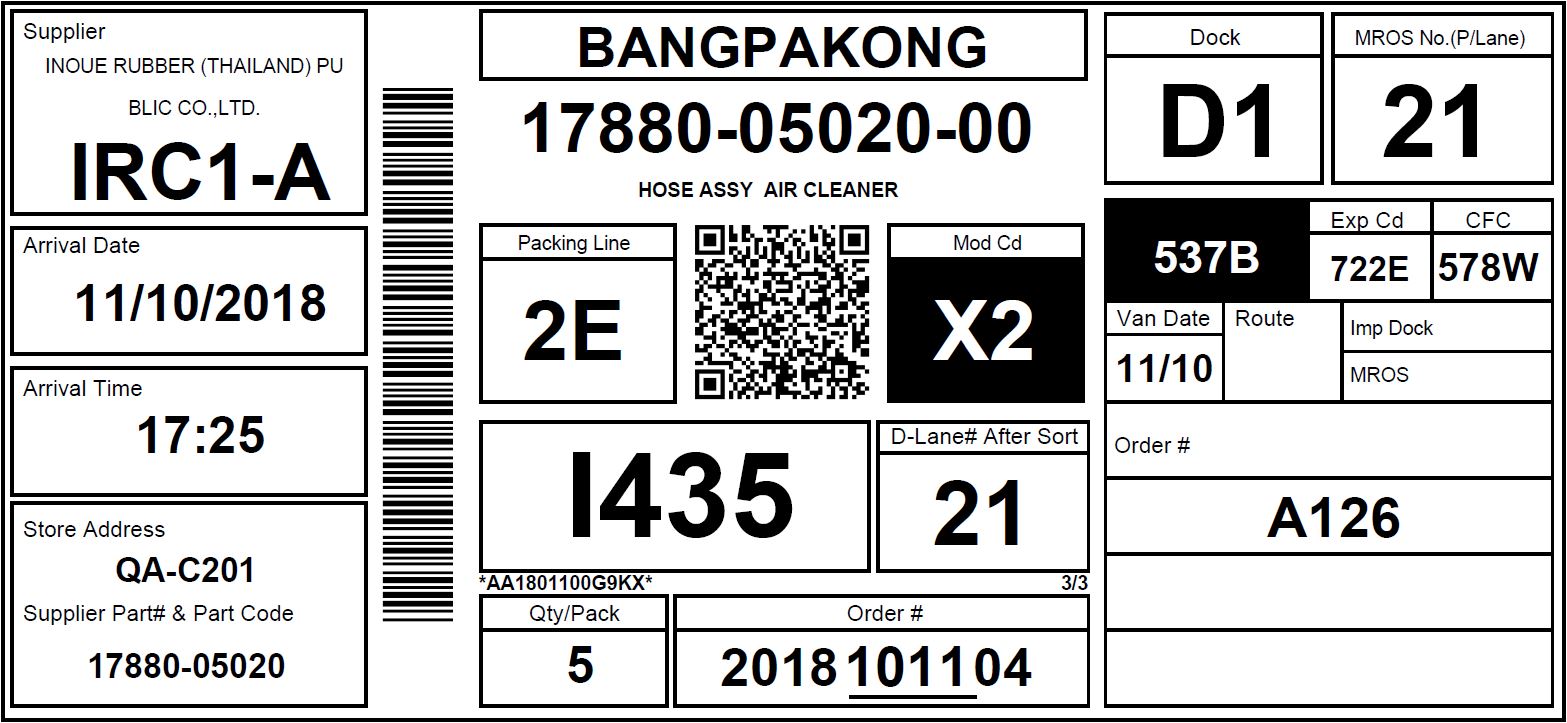 Supplier
INOUE RUBBER (THAILAND) PU
BLIC CO.,LTD.
IRC1-A
Arrival Date
11/10/2018
Arrival Time
17:25
Store Address
QA-C201
Supplier Part# & Part Code
17880-05020
BANGPAKONG
17880-05020-00
HOSE ASSY AIR CLEANER
Packing Line
2E
Mod Cd
X2
I435
D-Lane# After Sort
21
*AA1801100G9KX* 3/3
Qty/Pack
5
Order #
2018101104
Dock
D1
MROS No.(P/Lane)
21
537B
Exp Cd
722E
CFC
578W
Van Date
11/10
Route
Imp Dock
MROS
Order #
A126